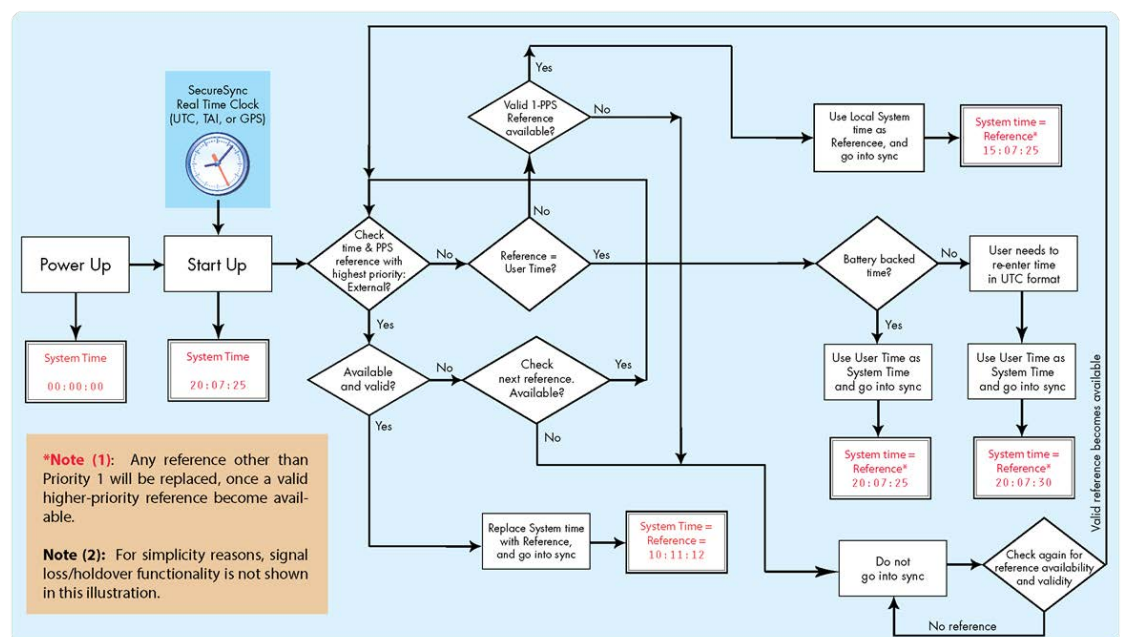 SecureSync
Real Time Clock
(UTC, TAI, or GPS)
Power Up
Start Up
System Time
00:00:00
System Time
20:07:25
Check
time & PPS
reference with
highest priority:
External?
No
Yes
Reference =
User Time?
No
Yes
Valid 1-PPS
Reference
available?
Yes
No
Use Local System
time as
Referencee, and
go into sync
System time =
Reference*
15:07:25
Battery backed
time?
No
Yes
User needs to
re-enter time
in UTC format
Use User Time as
System Time
and go into sync
Use User Time as
System Time
and go into sync
System time =
Reference*
20:07:25
System time =
Reference*
20:07:30
Available
and valid?
No
Yes
Check
next reference.
Available?
Yes
No
Replace System time
with Reference,
and go into sync
System Time =
Reference =
10:11:12
Do not
go into sync
Check again for
reference availability
and validity
No reference
Valid reference becomes available
*Note (1): Any reference other than
Priority 1 will be replaced, once a valid
higher-priority reference become avail-
able.
Note (2): For simplicity reasons, signal
loss/holdover functionality is not shown
in this illustration.